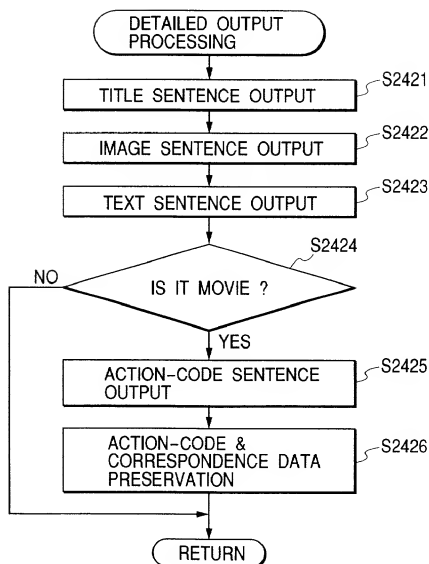 DETAILED OUTPUT
PROCESSING
S2421
TITLE SENTENCE OUTPUT
S2422
IMAGE SENTENCE OUTPUT
S2423
TEXT SENTENCE OUTPUT
S2424
NO
IS IT MOVIE ?
YES
S2425
ACTION-CODE SENTENCE
OUTPUT
S2426
ACTION-CODE &
CORRESPONDENCE DATA
PRESERVATION
RETURN